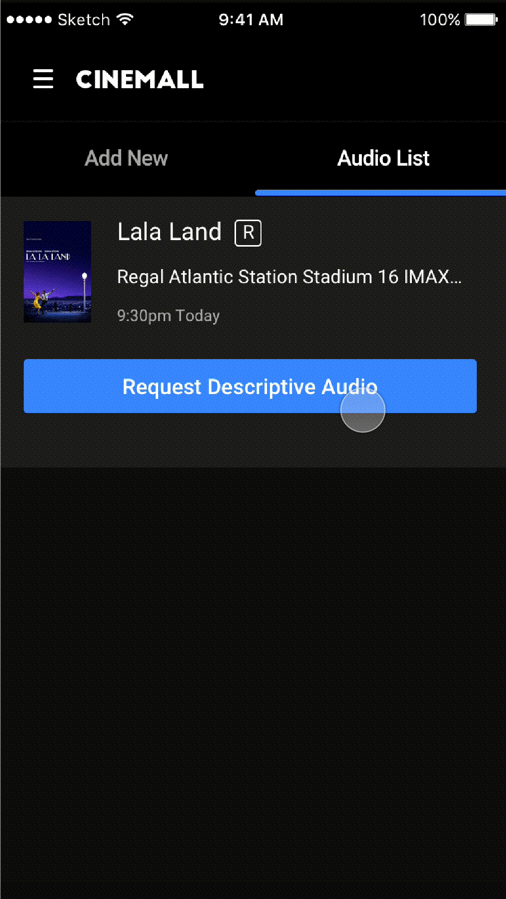 Sketch 9:41 AM 100%
CINEMALL
Add New Audio List
LA LA LAND
Lala Land R
Regal Atlantic Station Stadium 16 IMAX...
9:30pm Today
Request Descriptive Audio